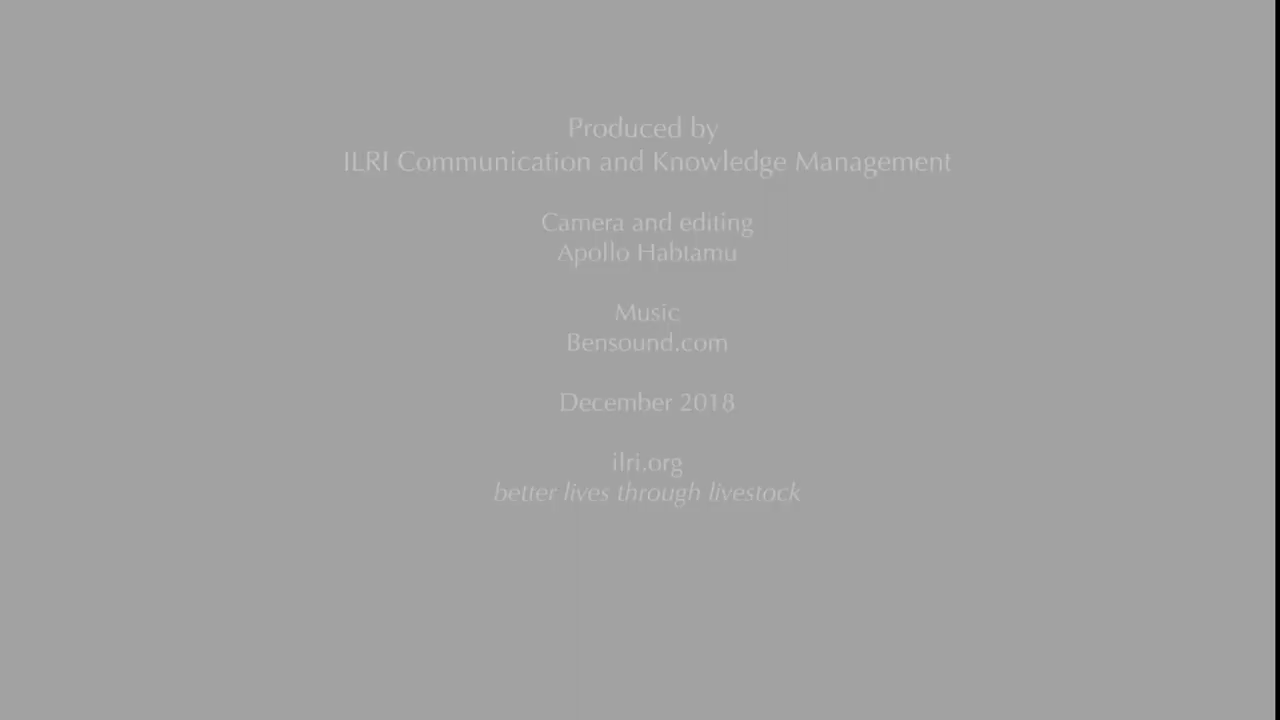 Produced by
ILRI Communication and Knowledge Management
Camera and editing
Apollo Habtamu
Music
Bensound.com
December 2018
ilri.org
better lives through livestock